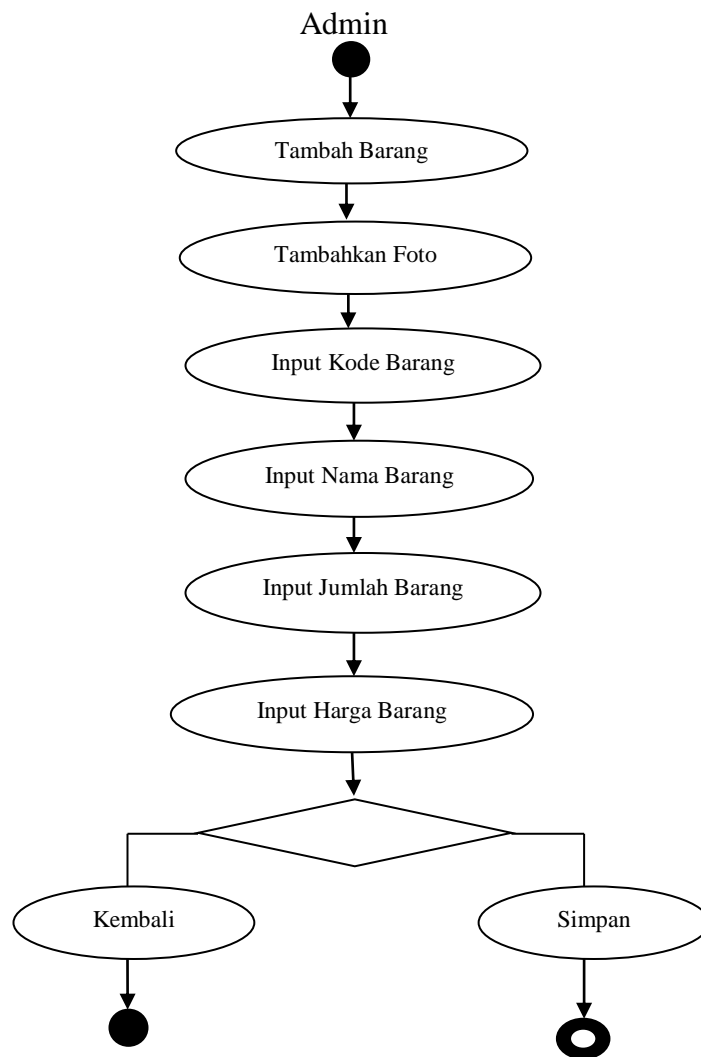 Admin
Tambah Barang
Tambahkan Foto
Input Kode Barang
Input Nama Barang
Input Jumlah Barang
Input Harga Barang
Kembali
Simpan